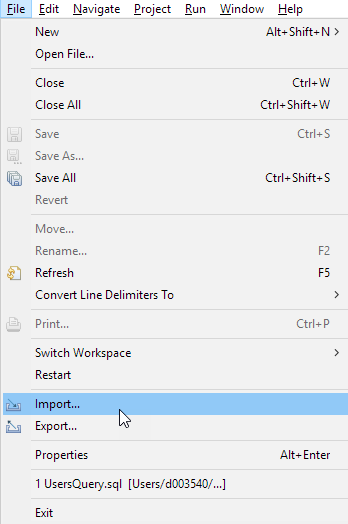 File Edit Navigate Project Run Window Help
New Alt+Shift+N >
Open File...
Close Ctrl+W
Close All Ctrl+Shift+W
Save Ctrl+S
Save As...
Save All Ctrl+Shift+S
Revert
Move...
Rename... F2
Refresh F5
Convert Line Delimiters To >
Print... Ctrl+P
Switch Workspace >
Restart
Import...
Export...
Properties Alt+Enter
1 UsersQuery.sql [Users/d003540/...]
Exit